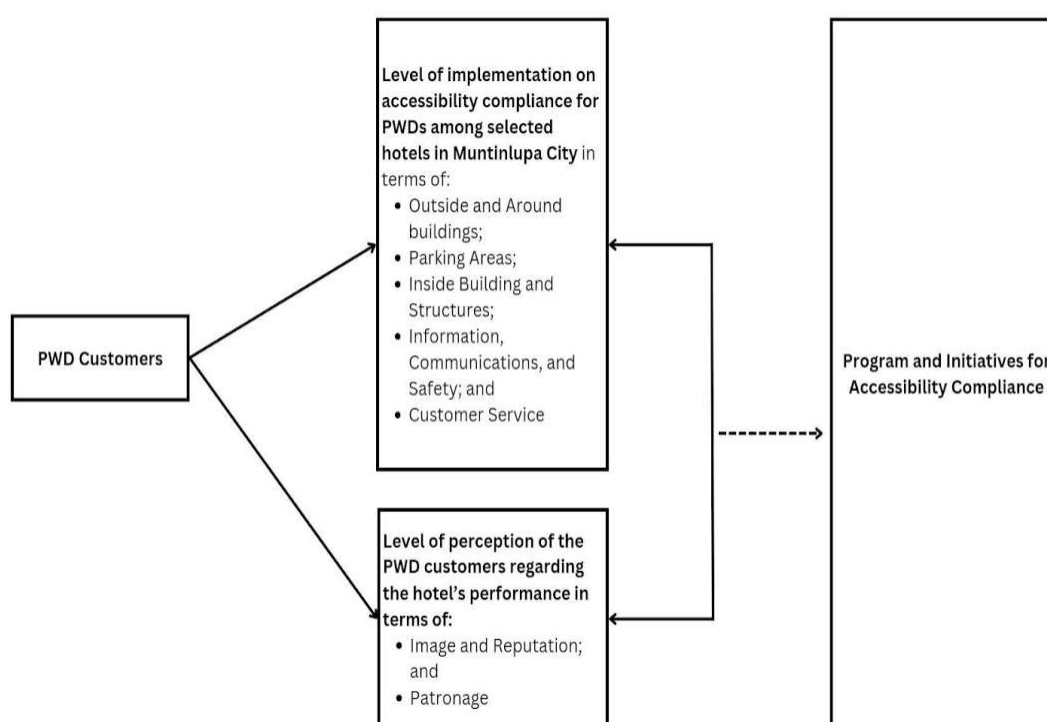 PWD Customers
Level of implementation on
accessibility compliance for
PWDs among selected
hotels in Muntinlupa City in
terms of:
• Outside and Around
buildings;
• Parking Areas;
• Inside Building and
Structures;
• Information,
Communications, and
Safety; and
• Customer Service
Level of perception of the
PWD customers regarding
the hotel's performance in
terms of:
• Image and Reputation;
and
• Patronage
Program and Initiatives for
Accessibility Compliance